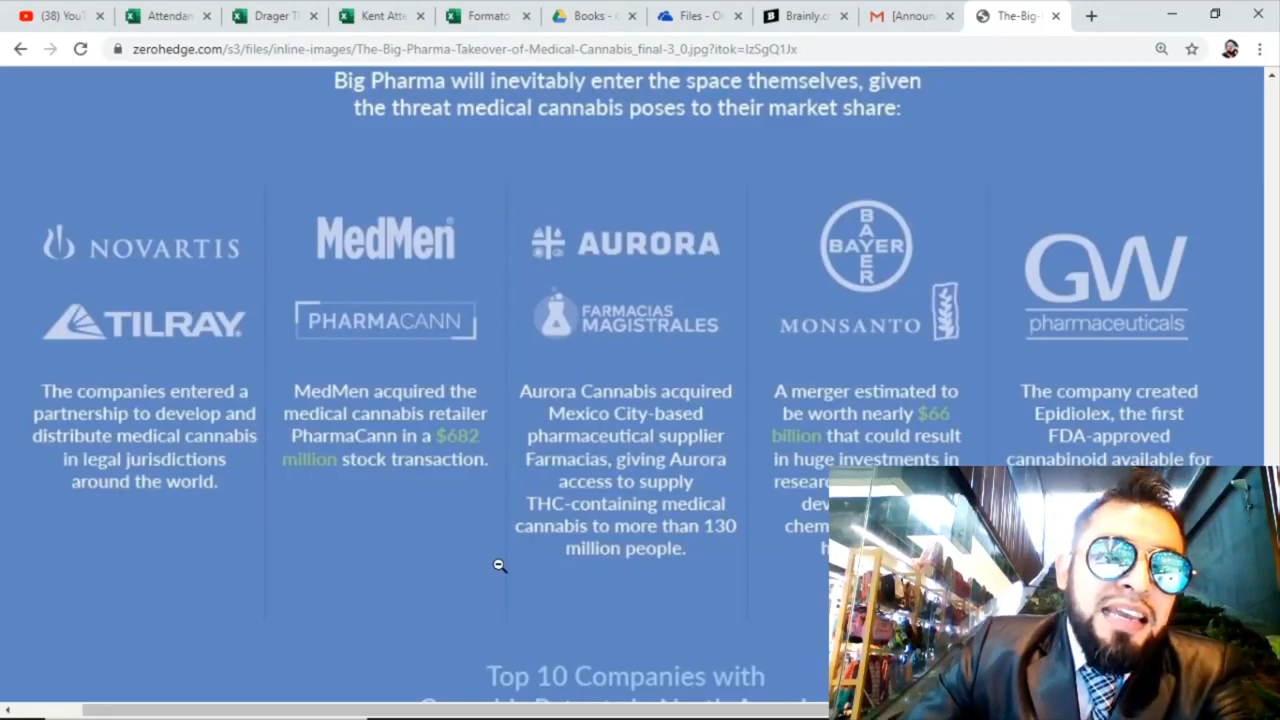 (38) YouT
Attendan
Drager Ti
Kent Atte
Formato
Books - G
Files - O
Brainly.c
[Announ
The-Big-
zerohedge.com/s3/files/inline-images/The-Big-Pharma-Takeover-of-Medical-Cannabis_final-3_0.jpg?itok=IzSgQ1Jx
Big Pharma will inevitably enter the space themselves, given
the threat medical cannabis poses to their market share:
NOVARTIS
TILRAY
The companies entered a
partnership to develop and
distribute medical cannabis
in legal jurisdictions
around the world.
MedMen
PHARMACANN
MedMen acquired the
medical cannabis retailer
PharmaCann in a $682
million stock transaction.
AURORA
FARMACIAS
MAGISTRALES
Aurora Cannabis acquired
Mexico City-based
pharmaceutical supplier
Farmacias, giving Aurora
access to supply
THC-containing medical
cannabis to more than 130
million people.
BAYER
BAYER
MONSANTO
A merger estimated to
be worth nearly $66
billion that could result
in huge investments in
resear
dev
chem
h
GW
pharmaceuticals
The company created
Epidiolex, the first
FDA-approved
cannabinoid available for
Top 10 Companies with